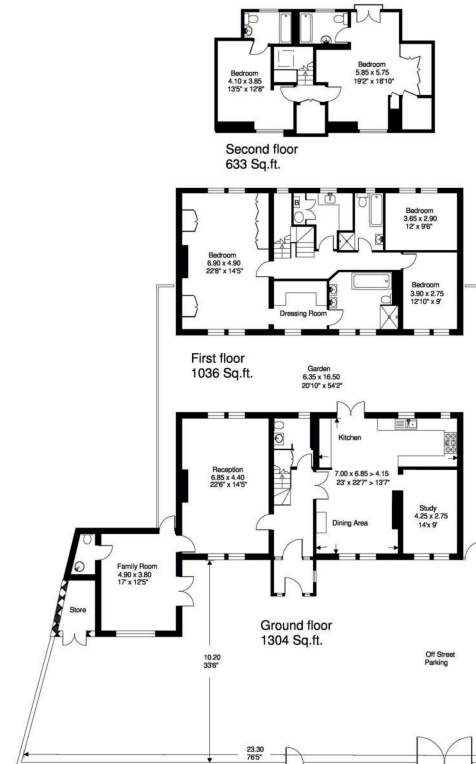 Bedroom
4.10 x 3.85
13'5" x 12'8"
Bedroom
5.85 x 5.75
19'2" x 18'10"
Second floor
633 Sq.ft.
B
Bedroom
6.90 x 4.90
22'8" x 14'5"
Bedroom
3.65 x 2.90
12' x 9'6"
Bedroom
3.90 x 2.75
12'10" x 9'
Dressing Room
First floor
1036 Sq.ft.
Garden
6.35 x 16.50
20'10" x 54'2"
Kitchen
Reception
6.85 x 4.40
22'6" x 14'5"
7.00 x 6.85 > 4.15
23' x 22'7" > 13'7"
Study
4.25 x 2.75
14'x 9'
Dining Area
Family Room
4.90 x 3.80
17' x 12'5"
Store
Ground floor
1304 Sq.ft.
10.20
33'6"
Off Street
Parking
23.30
76'5"